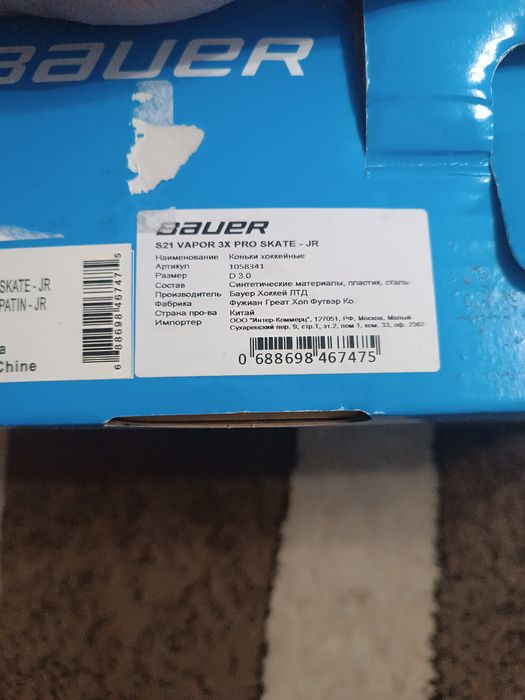 BAUER
BAUER
S21 VAPOR 3X PRO SKATE - JR
Наименование Коньки хоккейные
Артикул 1058341
Размер D 3.0
Состав Синтетические материалы, пластик, сталь
Производитель Бауер Хоккей ЛТД
Фабрика Фужиан Греат Хоп Футвэр Ко.
Страна про-ва Китай
Импортер ООО "Интер-Коммерц", 127051, РФ, Москва, Малый
Сухаревский пер. 9, стр.1, эт.2, пом 1, ком. 33, оф. 2367
0 688698 467475
SKATE - JR
PATIN - JR
Chine
6 88698 46747 5